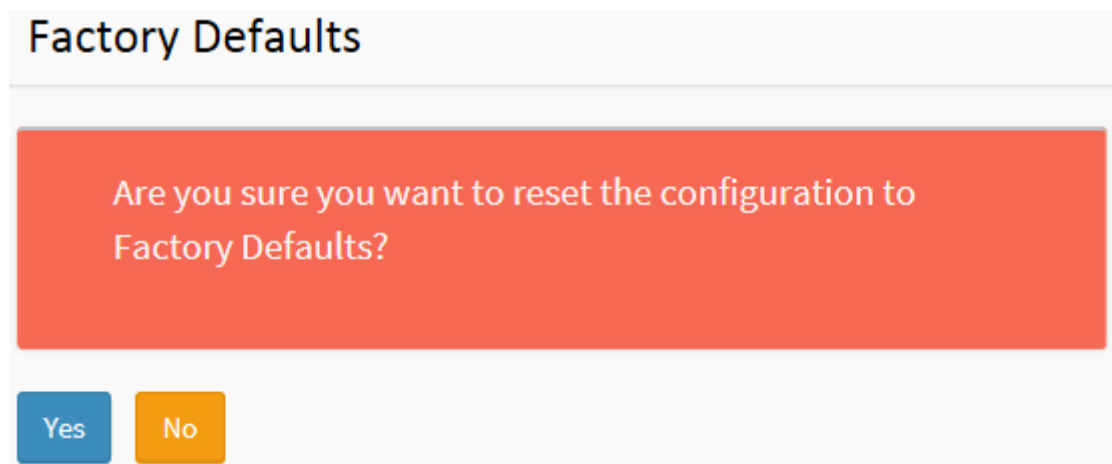 Factory Defaults
Are you sure you want to reset the configuration to
Factory Defaults?
Yes No